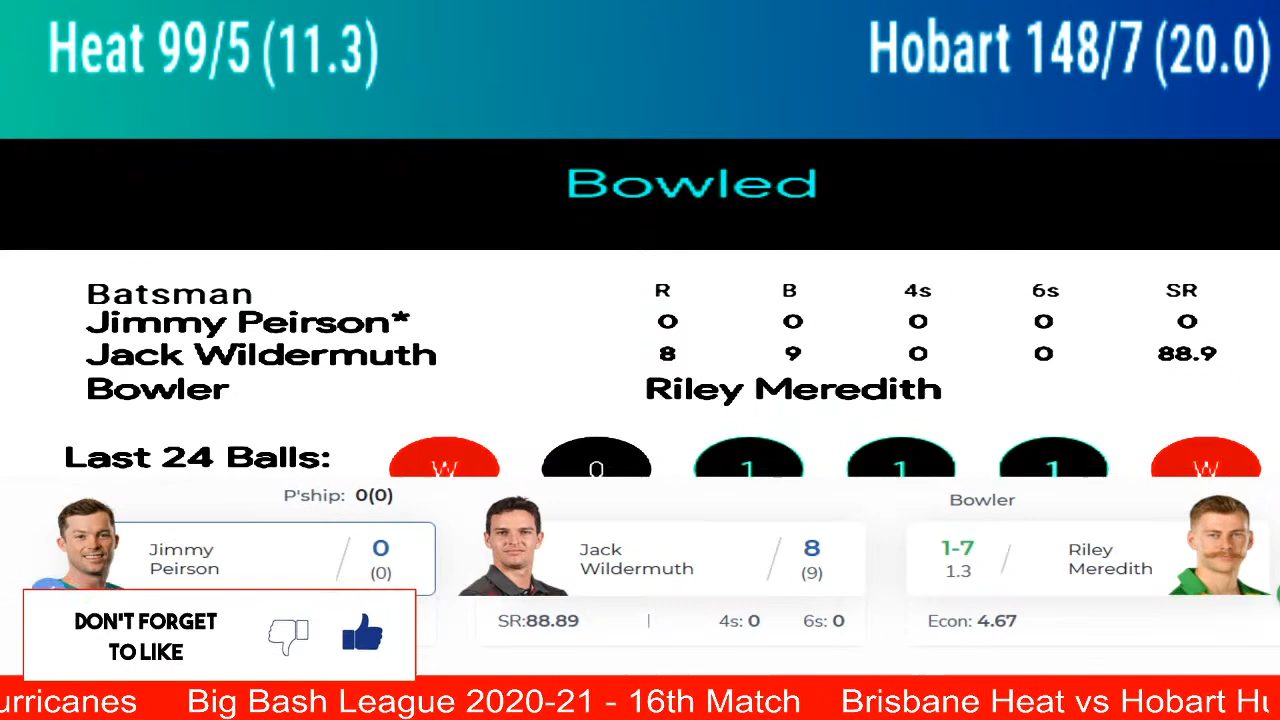 Heat 99/5 (11.3)
Hobart 148/7 (20.0)
Bowled
Batsman R B 4s 6s SR
Jimmy Peirson* 0 0 0 0 0
Jack Wildermuth 8 9 0 0 88.9
Bowler Riley Meredith
Last 24 Balls: W 0 1 1 1 W
P'ship: 0(0)
Bowler
Jimmy Peirson 0 (0)
Jack Wildermuth 8 (9)
1-7 1.3 Riley Meredith
SR:88.89 4s: 0 6s: 0
Econ: 4.67
DON'T FORGET
TO LIKE
urricanes Big Bash League 2020-21 - 16th Match Brisbane Heat vs Hobart Hu